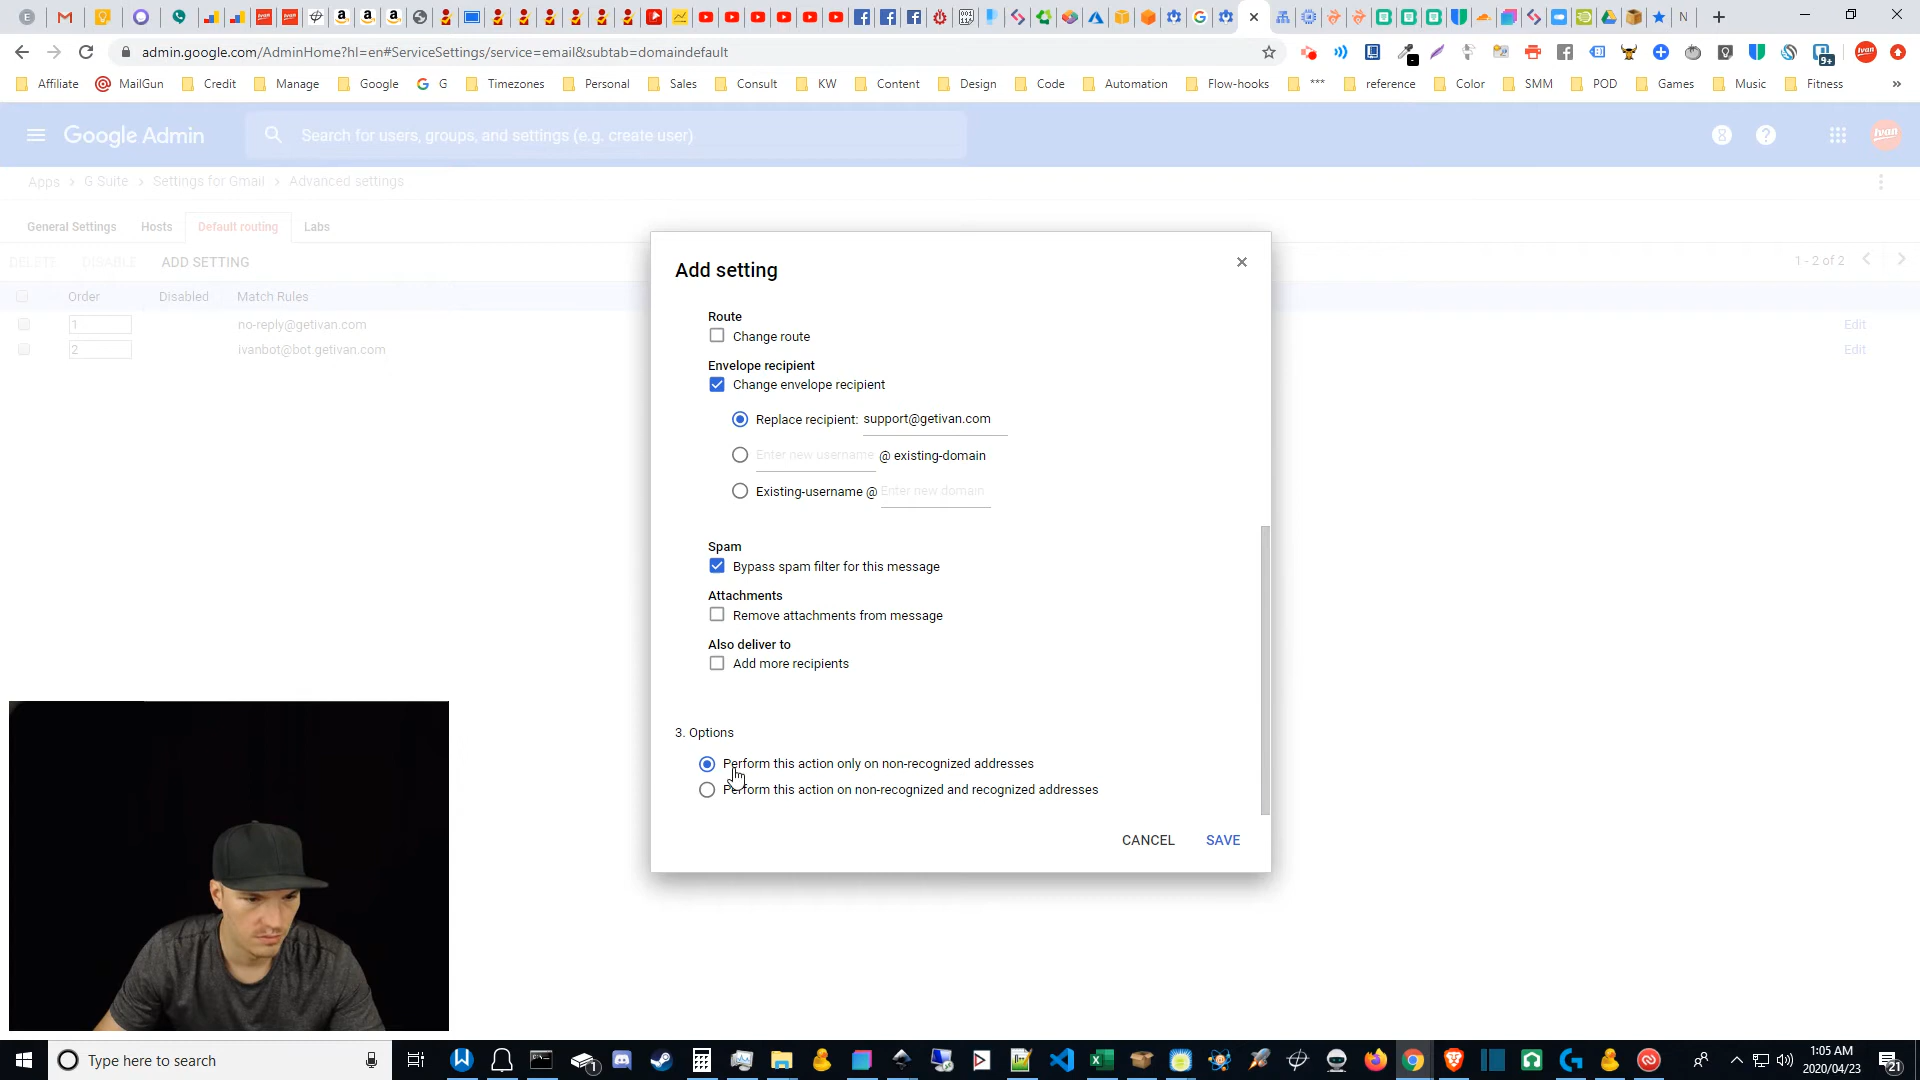 admin.google.com/AdminHome?hl=en#ServiceSettings/service=email&subtab=domaindefault
Affiliate MailGun Credit Manage Google G Timezones Personal Sales Consult KW Content Design Code Automation Flow-hooks *** reference Color SMM POD Games Music Fitness »
Google Admin
Search for users, groups, and settings (e.g. create user)
Apps > G Suite > Settings for Gmail > Advanced settings
General Settings Hosts Default routing Labs
DELETE DISABLE ADD SETTING
1 - 2 of 2
Order Disabled Match Rules
1 no-reply@getivan.com Edit
2 ivanbot@bot.getivan.com Edit
Add setting
Route
Change route
Envelope recipient
Change envelope recipient
Replace recipient: support@getivan.com
Enter new username @ existing-domain
Existing-username @ Enter new domain
Spam
Bypass spam filter for this message
Attachments
Remove attachments from message
Also deliver to
Add more recipients
3. Options
Perform this action only on non-recognized addresses
Perform this action on non-recognized and recognized addresses
CANCEL SAVE
Type here to search
1:05 AM
2020/04/23
21